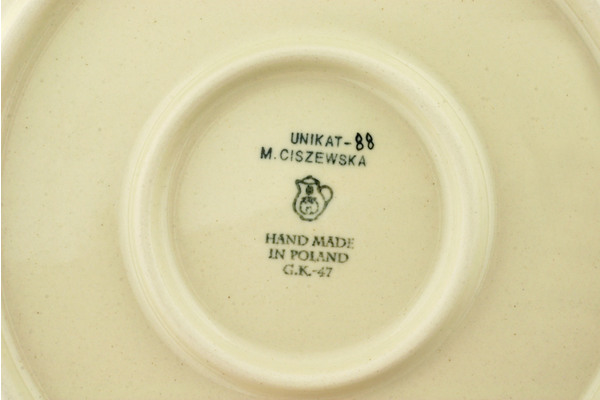 UNIKAT-88
M.CISZEWSKA
HAND MADE
IN POLAND
G.K.-47